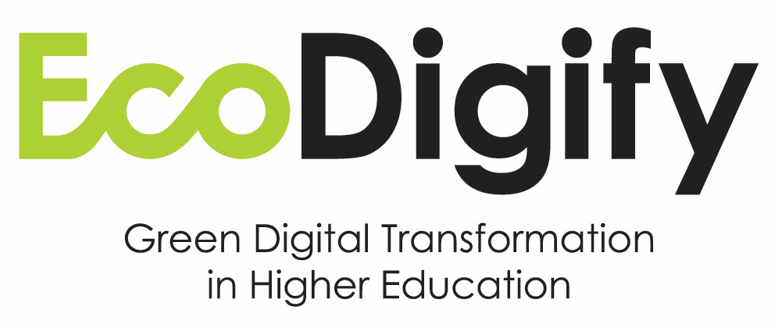 EcoDigify
Green Digital Transformation
in Higher Education